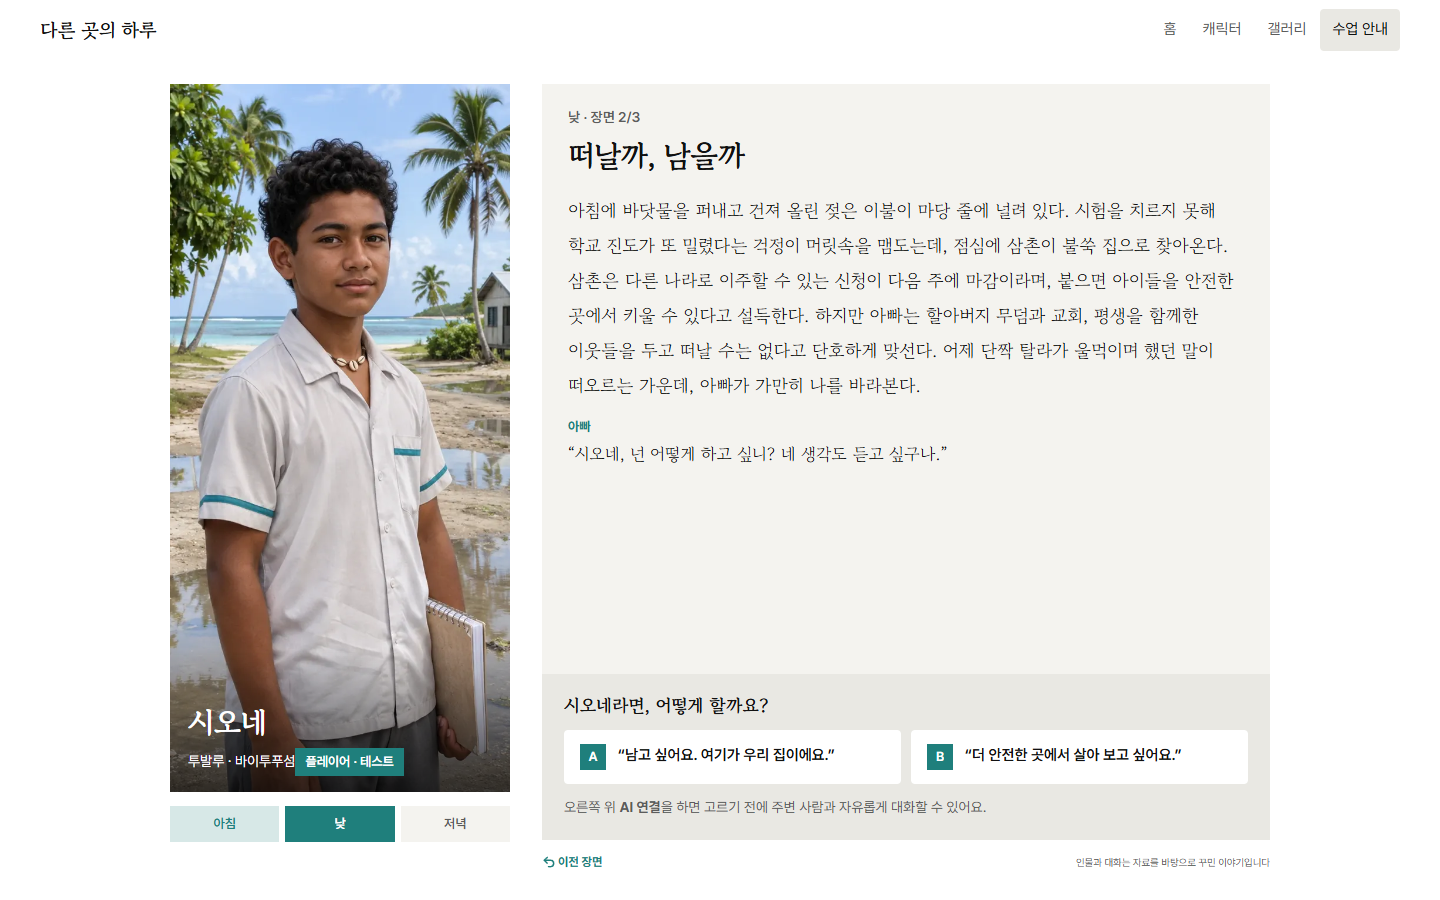 다른 곳의 하루
홈
캐릭터
갤러리
수업 안내
시오네
투발루 · 바이투푸섬
플레이어 · 테스트
아침
낮
저녁
낮 · 장면 2/3
떠날까, 남을까
아침에 바닷물을 퍼내고 건져 올린 젖은 이불이 마당 줄에 널려 있다. 시험을 치르지 못해
학교 진도가 또 밀렸다는 걱정이 머릿속을 맴도는데, 점심에 삼촌이 불쑥 집으로 찾아온다.
삼촌은 다른 나라로 이주할 수 있는 신청이 다음 주에 마감이라며, 붙으면 아이들을 안전한
곳에서 키울 수 있다고 설득한다. 하지만 아빠는 할아버지 무덤과 교회, 평생을 함께한
이웃들을 두고 떠날 수는 없다고 단호하게 맞선다. 어제 단짝 탈라가 울먹이며 했던 말이
떠오르는 가운데, 아빠가 가만히 나를 바라본다.
아빠
“시오네, 넌 어떻게 하고 싶니? 네 생각도 듣고 싶구나.”
시오네라면, 어떻게 할까요?
A “남고 싶어요. 여기가 우리 집이에요.”
B “더 안전한 곳에서 살아 보고 싶어요.”
오른쪽 위 AI 연결을 하면 고르기 전에 주변 사람과 자유롭게 대화할 수 있어요.
이전 장면
인물과 대화는 자료를 바탕으로 꾸민 이야기입니다